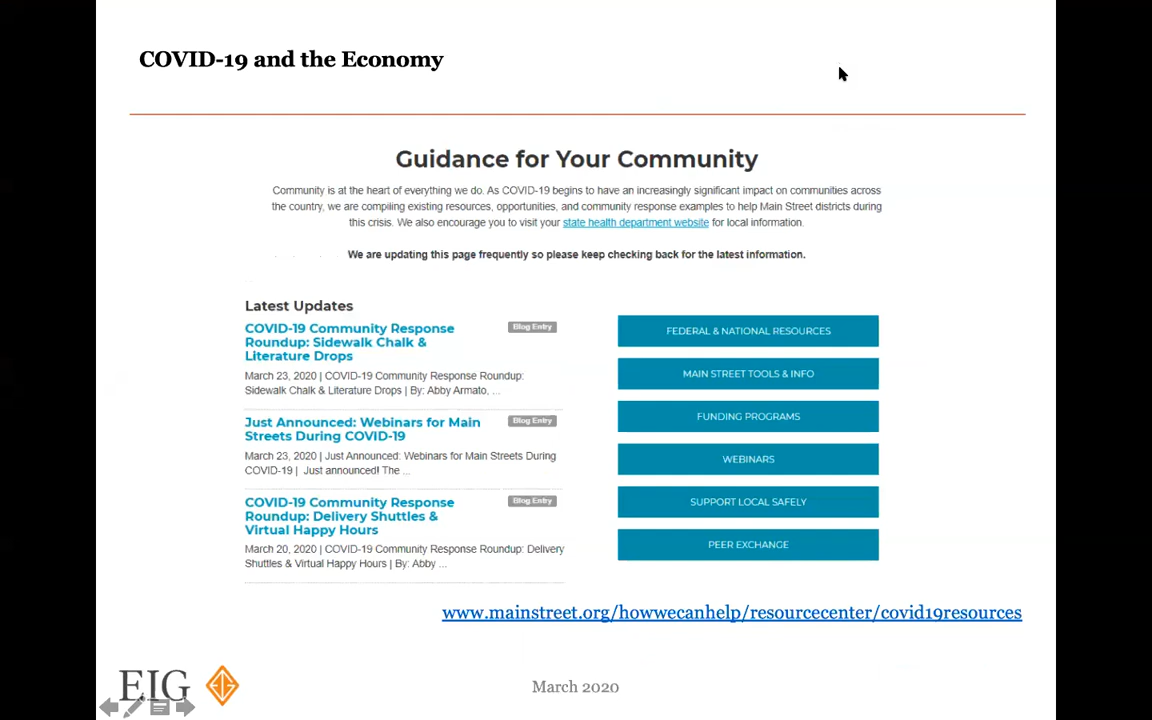 COVID-19 and the Economy
Guidance for Your Community
Community is at the heart of everything we do. As COVID-19 begins to have an increasingly significant impact on communities across
the country, we are compiling existing resources, opportunities, and community response examples to help Main Street districts during
this crisis. We also encourage you to visit your state health department website for local information.
We are updating this page frequently so please keep checking back for the latest information.
Latest Updates
COVID-19 Community Response
Roundup: Sidewalk Chalk &
Literature Drops
Blog Entry
March 23, 2020 | COVID-19 Community Response Roundup:
Sidewalk Chalk & Literature Drops | By: Abby Armato, ...
Just Announced: Webinars for Main
Streets During COVID-19
Blog Entry
March 23, 2020 | Just Announced: Webinars for Main Streets During
COVID-19 | Just announced! The ...
COVID-19 Community Response
Roundup: Delivery Shuttles &
Virtual Happy Hours
Blog Entry
March 20, 2020 | COVID-19 Community Response Roundup: Delivery
Shuttles & Virtual Happy Hours | By: Abby ...
FEDERAL & NATIONAL RESOURCES
MAIN STREET TOOLS & INFO
FUNDING PROGRAMS
WEBINARS
SUPPORT LOCAL SAFELY
PEER EXCHANGE
www.mainstreet.org/howwecanhelp/resourcecenter/covid19resources
EIG
March 2020